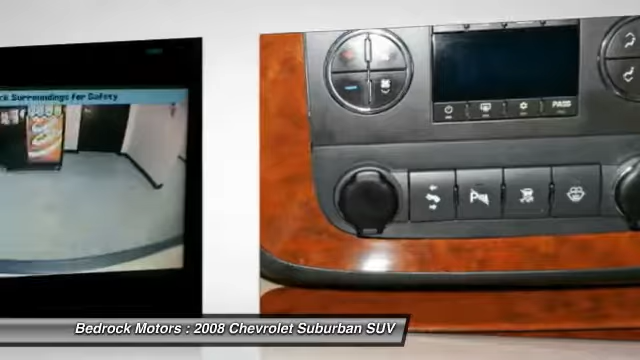 ck Surroundings for Safety
PASS
Bedrock Motors : 2008 Chevrolet Suburban SUV